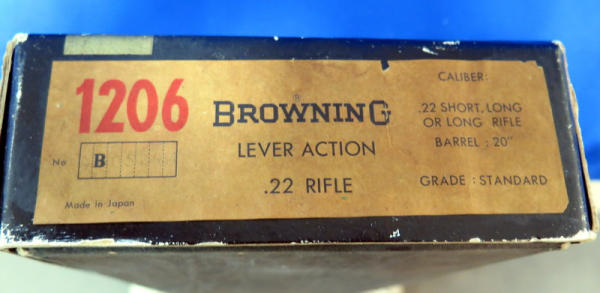 1206
No B
Made in Japan
BROWNING
®
LEVER ACTION
.22 RIFLE
CALIBER:
.22 SHORT, LONG
OR LONG RIFLE
BARREL : 20"
GRADE : STANDARD